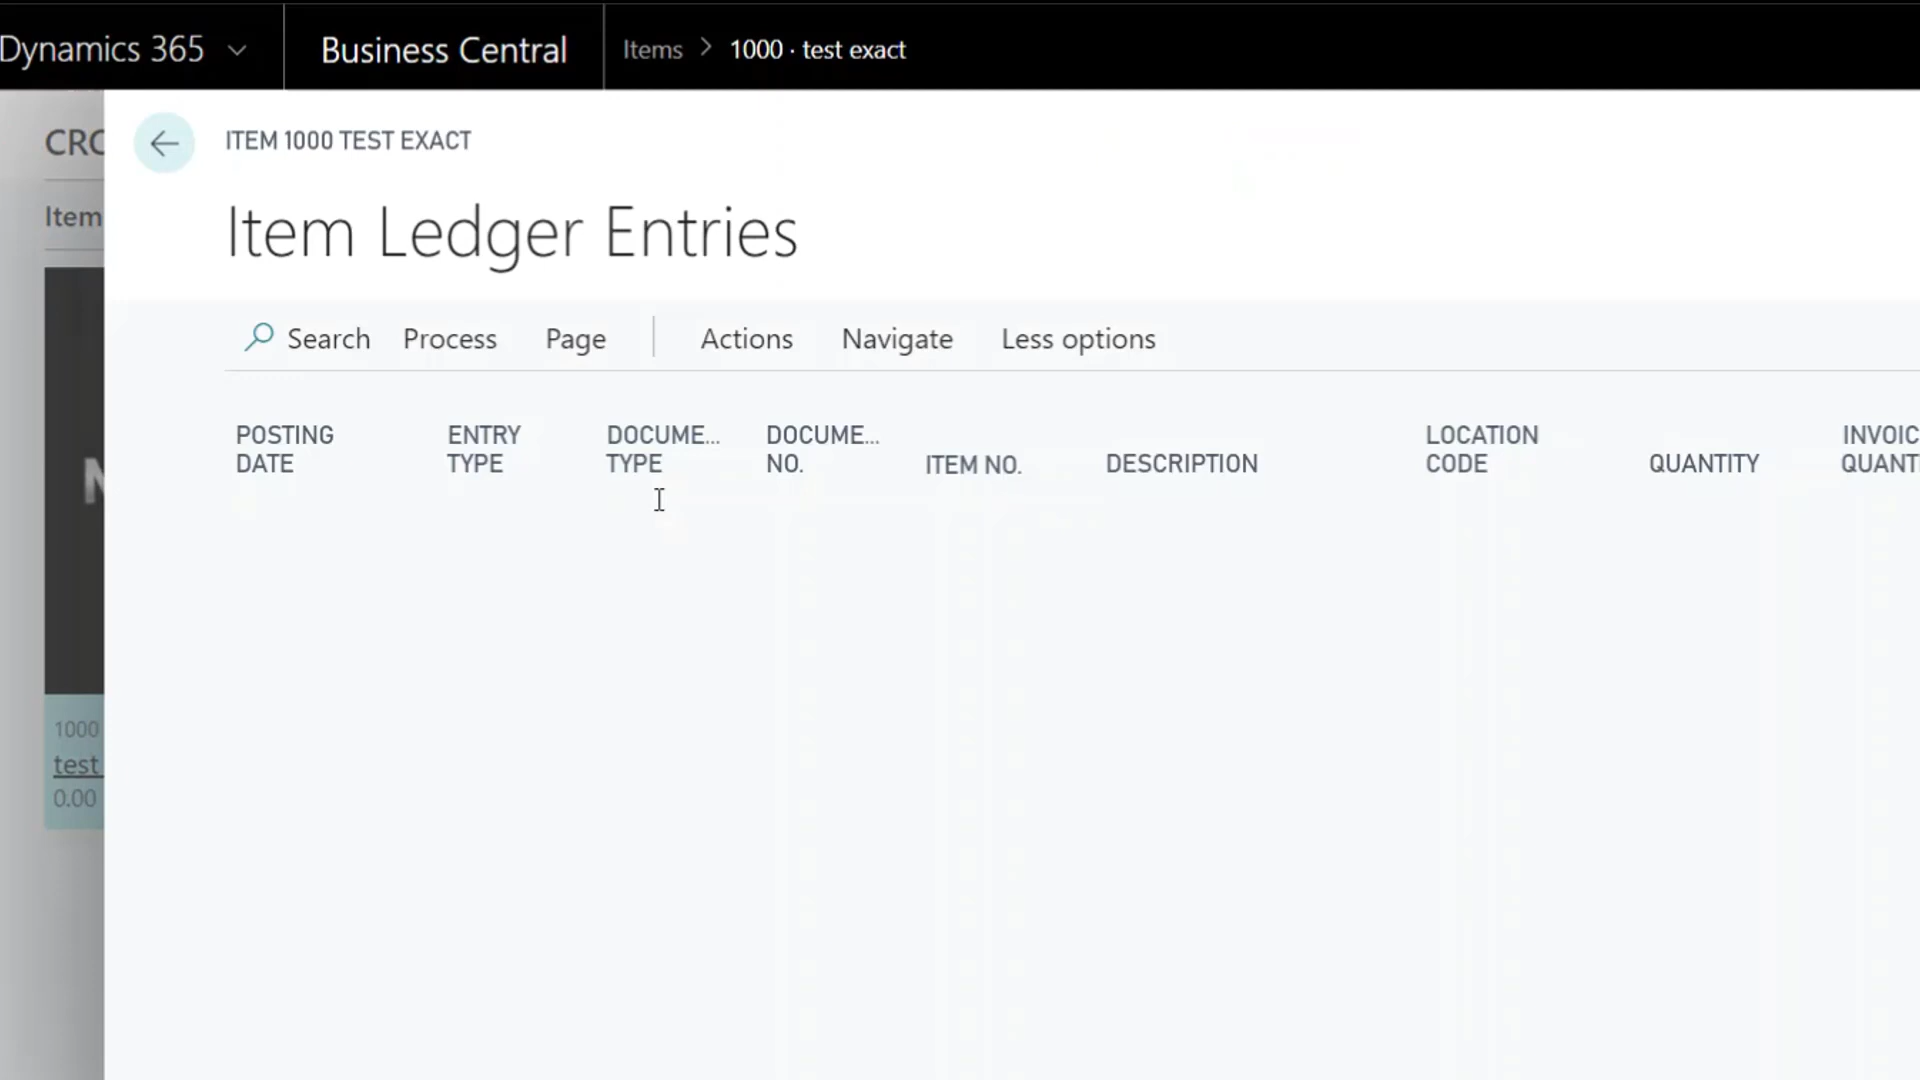 Dynamics 365 Business Central Items > 1000 · test exact
CRO
ITEM 1000 TEST EXACT
Item
Item Ledger Entries
Search Process Page Actions Navigate Less options
POSTING DATE ENTRY TYPE DOCUME... TYPE DOCUME... NO. ITEM NO. DESCRIPTION LOCATION CODE QUANTITY INVOIC QUANT
1000
test
0.00